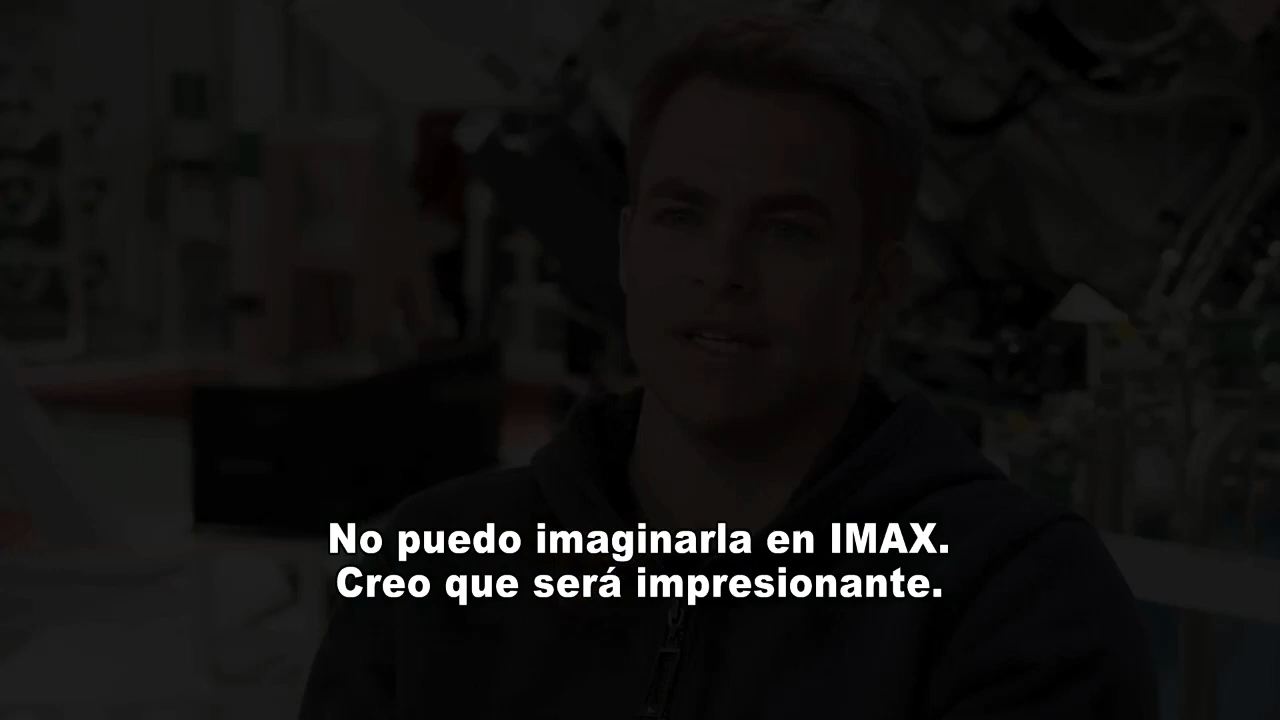 No puedo imaginarla en IMAX.
Creo que será impresionante.